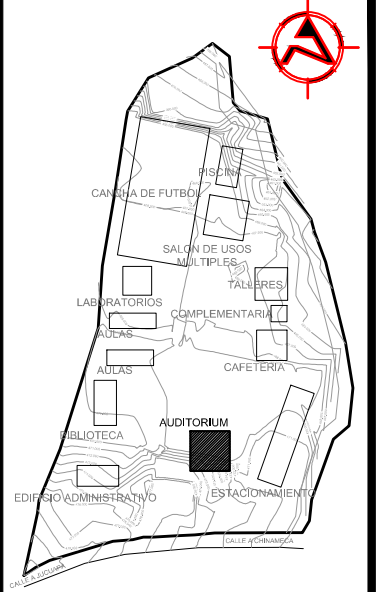 PISCINA
CANCHA DE FUTBOL
SALON DE USOS
MULTIPLES
TALLERES
LABORATORIOS
COMPLEMENTARIA
AULAS
AULAS
CAFETERIA
AUDITORIUM
BIBLIOTECA
EDIFICIO ADMINISTRATIVO
ESTACIONAMIENTO
CALLE A CHINAMECA
CALLE A JUCUAPA